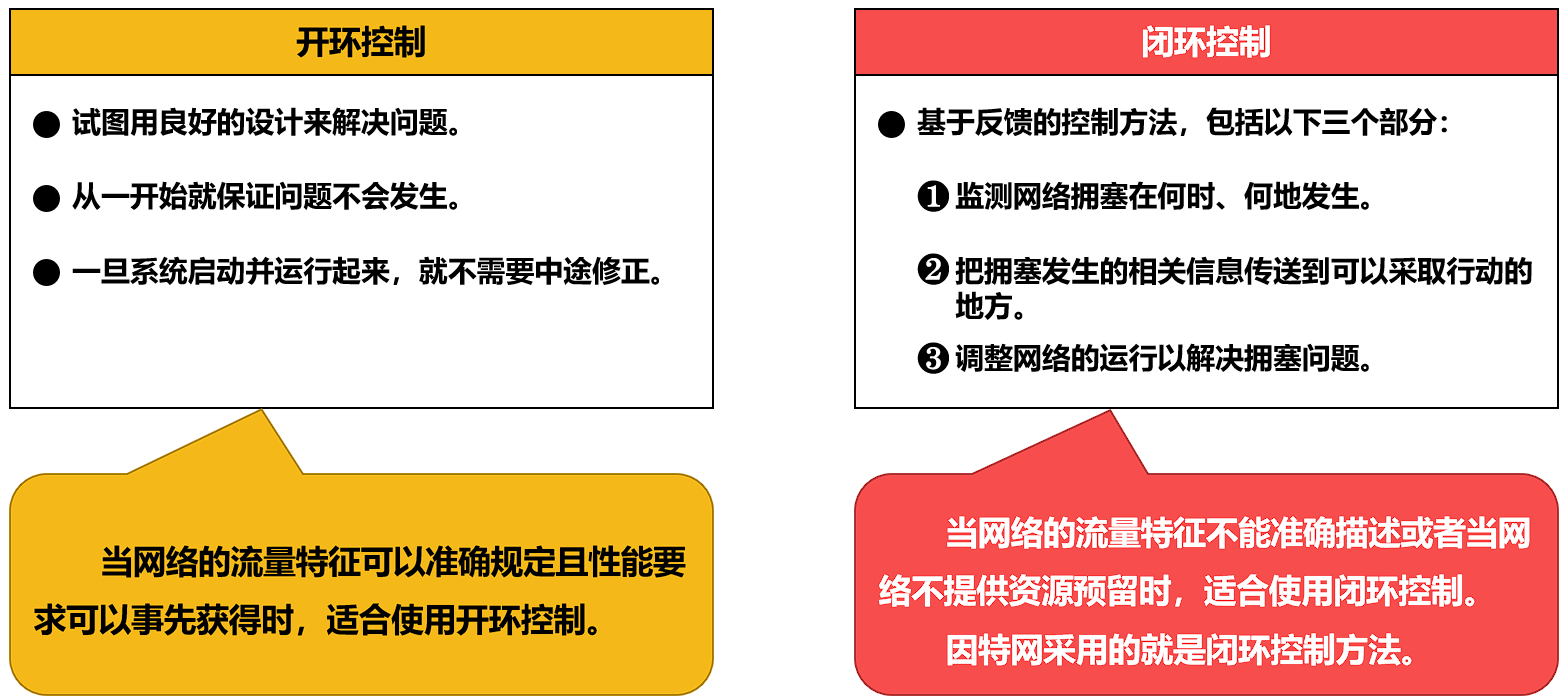 开环控制
● 试图用良好的设计来解决问题。
● 从一开始就保证问题不会发生。
● 一旦系统启动并运行起来，就不需要中途修正。
当网络的流量特征可以准确规定且性能要
求可以事先获得时，适合使用开环控制。
闭环控制
● 基于反馈的控制方法，包括以下三个部分：
❶ 监测网络拥塞在何时、何地发生。
❷ 把拥塞发生的相关信息传送到可以采取行动的
地方。
❸ 调整网络的运行以解决拥塞问题。
当网络的流量特征不能准确描述或者当网
络不提供资源预留时，适合使用闭环控制。
因特网采用的就是闭环控制方法。